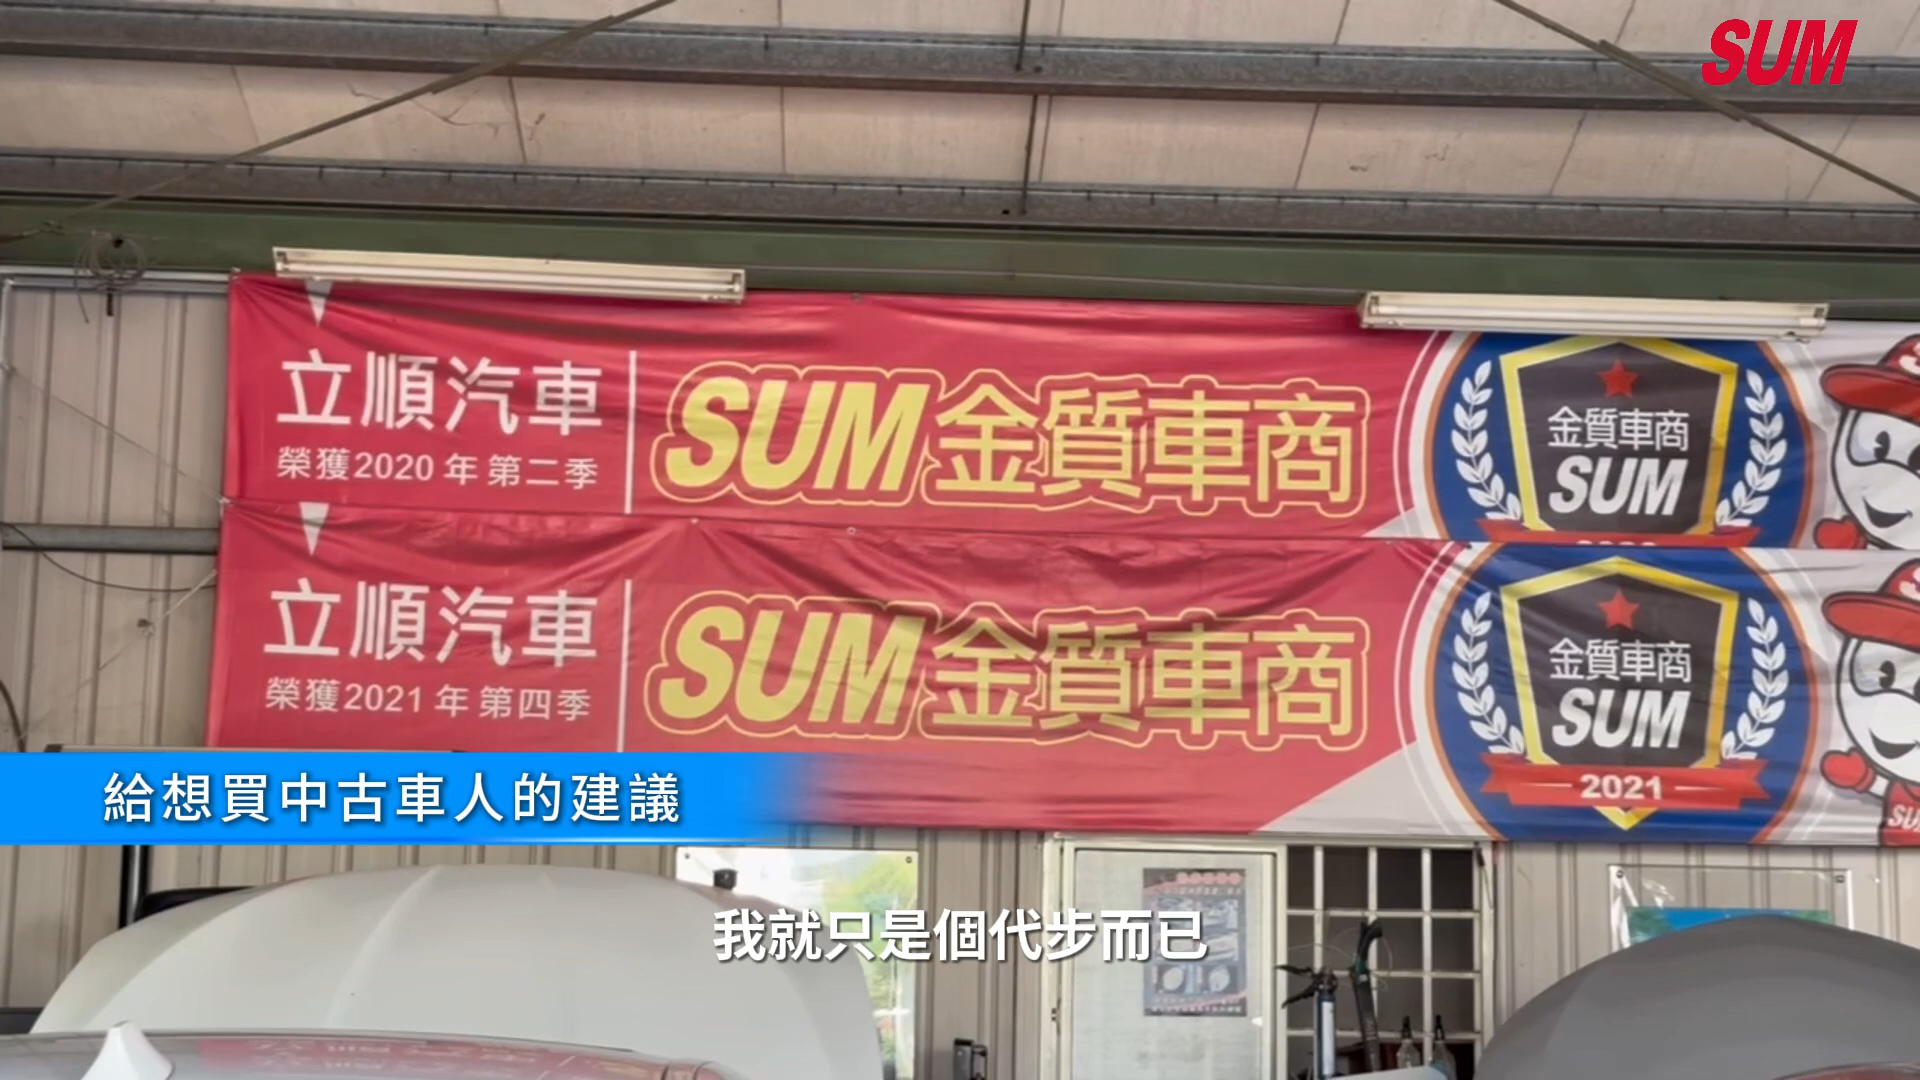 SUM
立順汽車
榮獲2020年 第二季
SUM金質車商
金質車商
SUM
立順汽車
榮獲2021年 第四季
SUM金質車商
金質車商
SUM
2021
給想買中古車人的建議
我就只是個代步而已